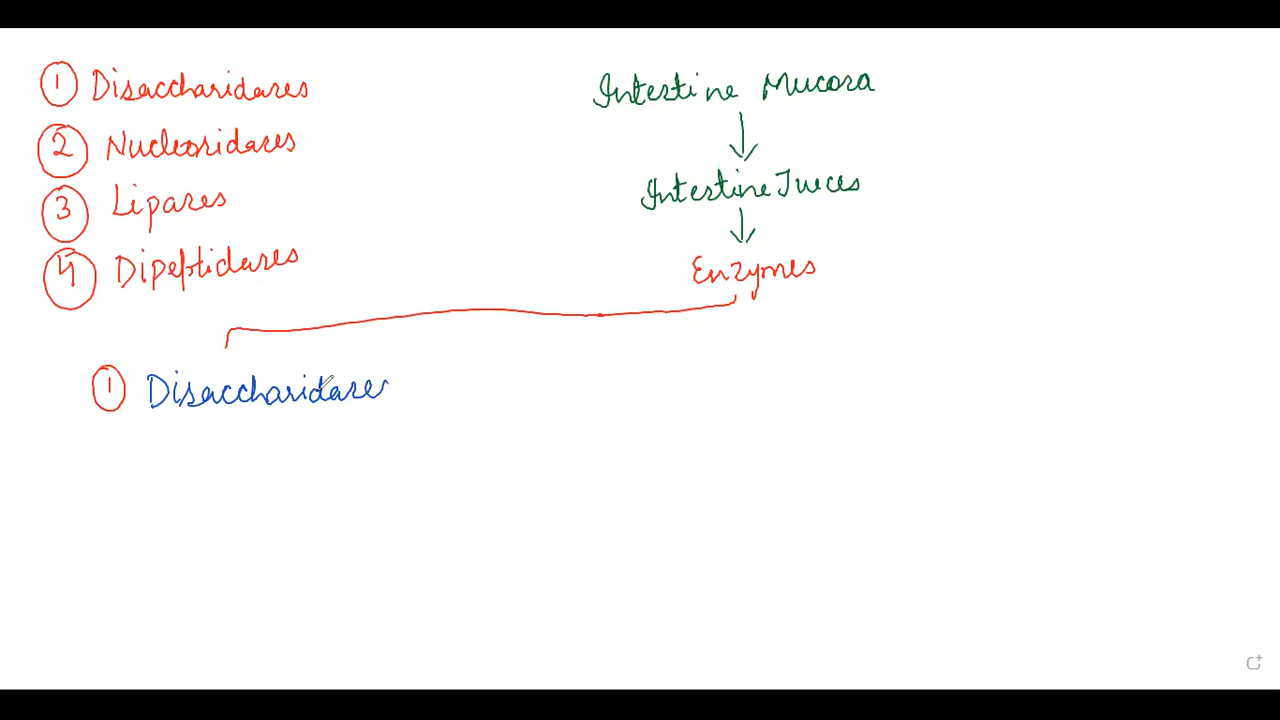 ① Disaccharidases
② Nucleosidases
③ Lipases
④ Dipeptidases
Intestine Mucosa
↓
Intestine Juices
↓
Enzymes
① Disaccharidases